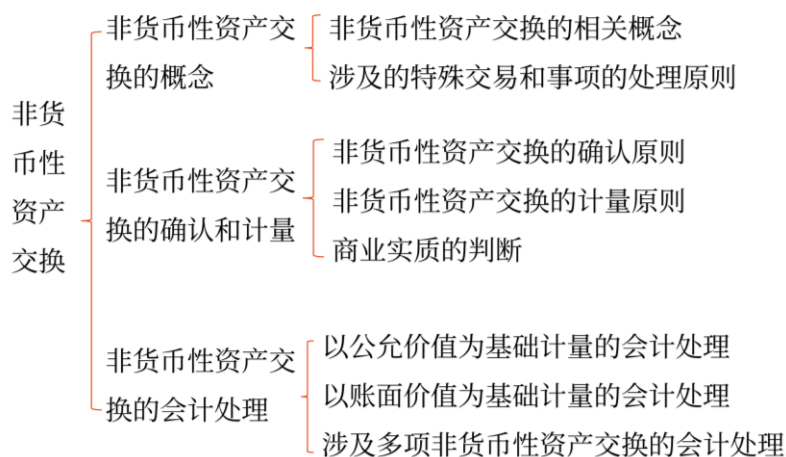 非货
币性
资产
交换
非货币性资产交
换的概念
非货币性资产交换的相关概念
涉及的特殊交易和事项的处理原则
非货币性资产交
换的确认和计量
非货币性资产交换的确认原则
非货币性资产交换的计量原则
商业实质的判断
非货币性资产交
换的会计处理
以公允价值为基础计量的会计处理
以账面价值为基础计量的会计处理
涉及多项非货币性资产交换的会计处理